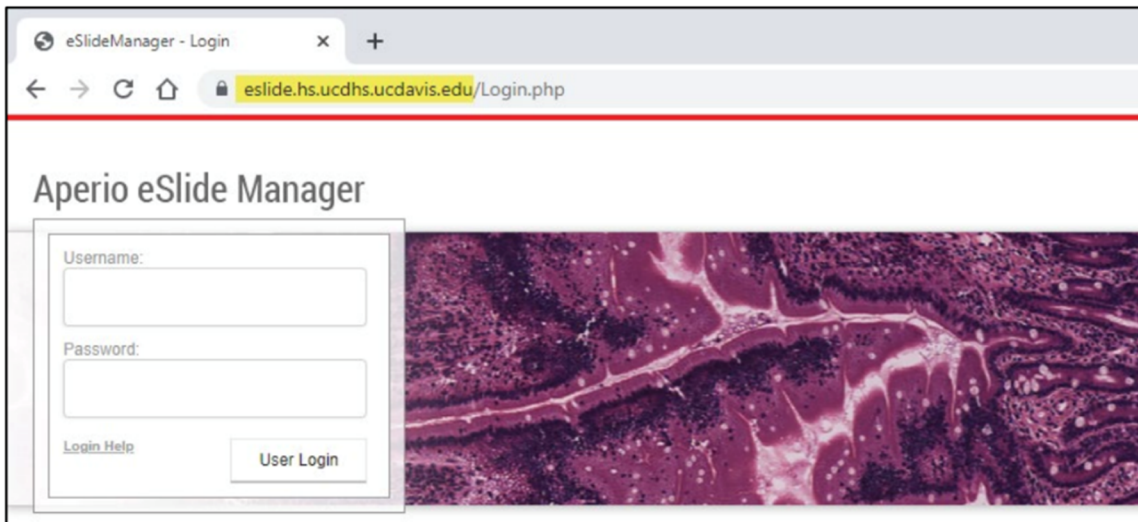 eSlideManager - Login
eslide.hs.ucdhs.ucdavis.edu/Login.php
Aperio eSlide Manager
Username:
Password:
Login Help
User Login